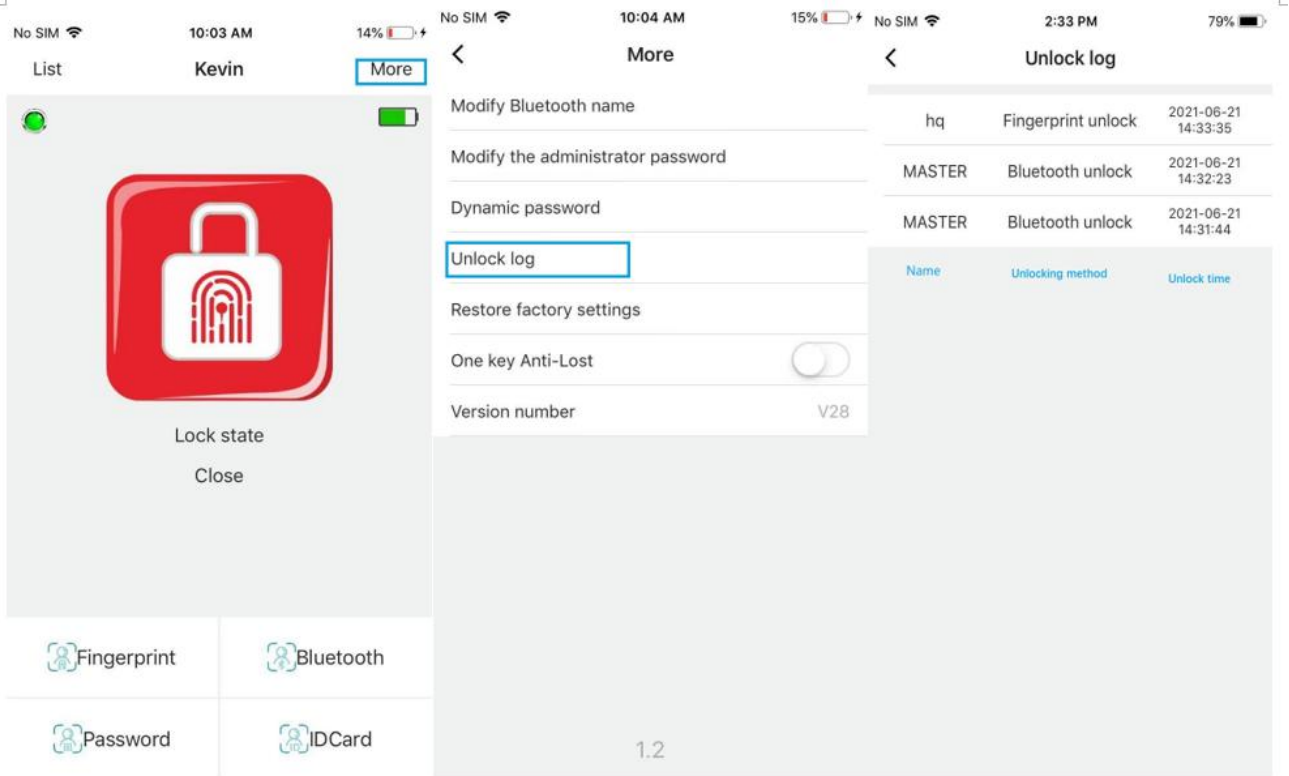 No SIM 10:03 AM 14%
List Kevin More
Lock state
Close
Fingerprint Bluetooth
Password IDCard
No SIM 10:04 AM 15%
More
Modify Bluetooth name
Modify the administrator password
Dynamic password
Unlock log
Restore factory settings
One key Anti-Lost
Version number V28
1.2
No SIM 2:33 PM 79%
Unlock log
hq Fingerprint unlock 2021-06-21
14:33:35
MASTER Bluetooth unlock 2021-06-21
14:32:23
MASTER Bluetooth unlock 2021-06-21
14:31:44
Name Unlocking method Unlock time